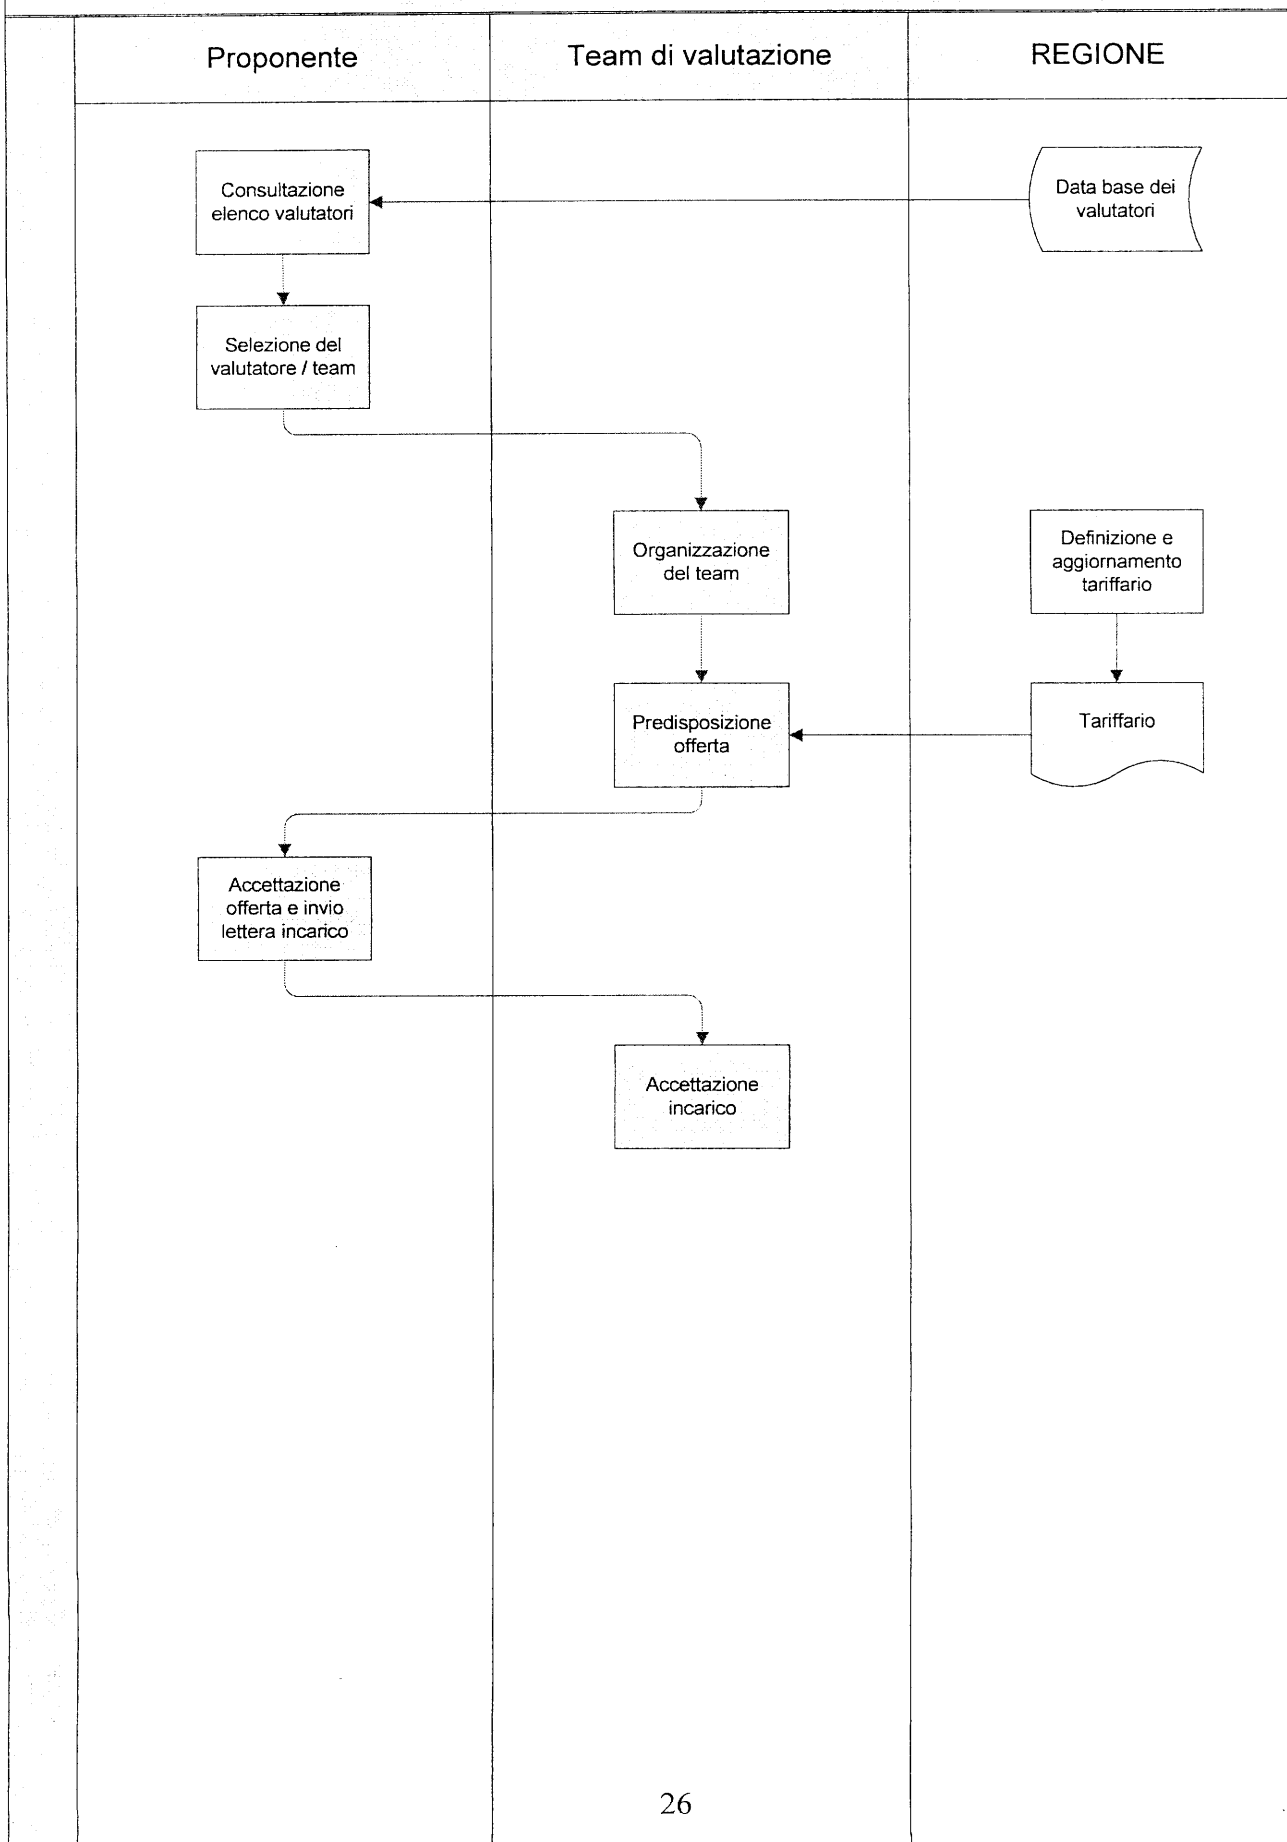 Proponente
Team di valutazione
REGIONE
Consultazione
elenco valutatori
Data base dei
valutatori
Selezione del
valutatore / team
Organizzazione
del team
Definizione e
aggiornamento
tariffario
Predisposizione
offerta
Tariffario
Accettazione
offerta e invio
lettera incarico
Accettazione
incarico
26